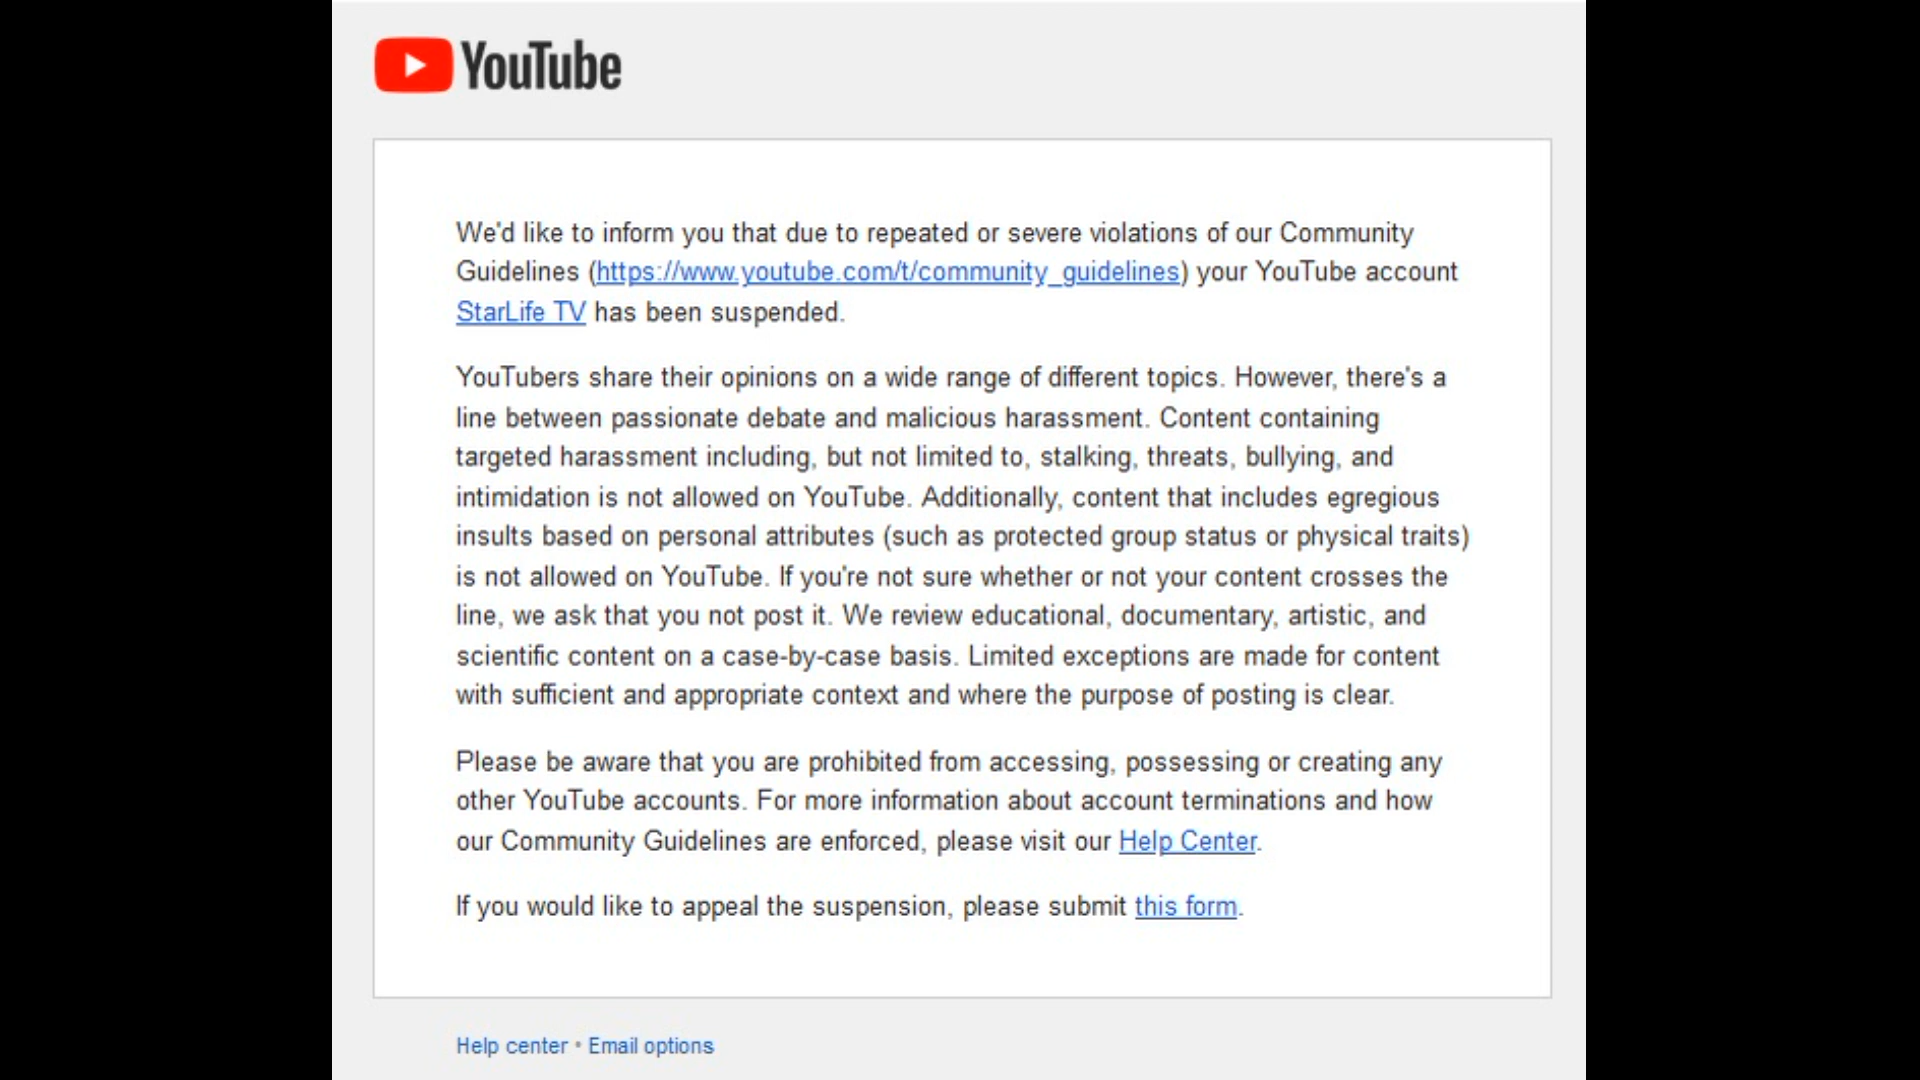 YouTube
We'd like to inform you that due to repeated or severe violations of our Community
Guidelines (https://www.youtube.com/t/community_guidelines) your YouTube account
StarLife TV has been suspended.
YouTubers share their opinions on a wide range of different topics. However, there's a
line between passionate debate and malicious harassment. Content containing
targeted harassment including, but not limited to, stalking, threats, bullying, and
intimidation is not allowed on YouTube. Additionally, content that includes egregious
insults based on personal attributes (such as protected group status or physical traits)
is not allowed on YouTube. If you're not sure whether or not your content crosses the
line, we ask that you not post it. We review educational, documentary, artistic, and
scientific content on a case-by-case basis. Limited exceptions are made for content
with sufficient and appropriate context and where the purpose of posting is clear.
Please be aware that you are prohibited from accessing, possessing or creating any
other YouTube accounts. For more information about account terminations and how
our Community Guidelines are enforced, please visit our Help Center.
If you would like to appeal the suspension, please submit this form.
Help center • Email options